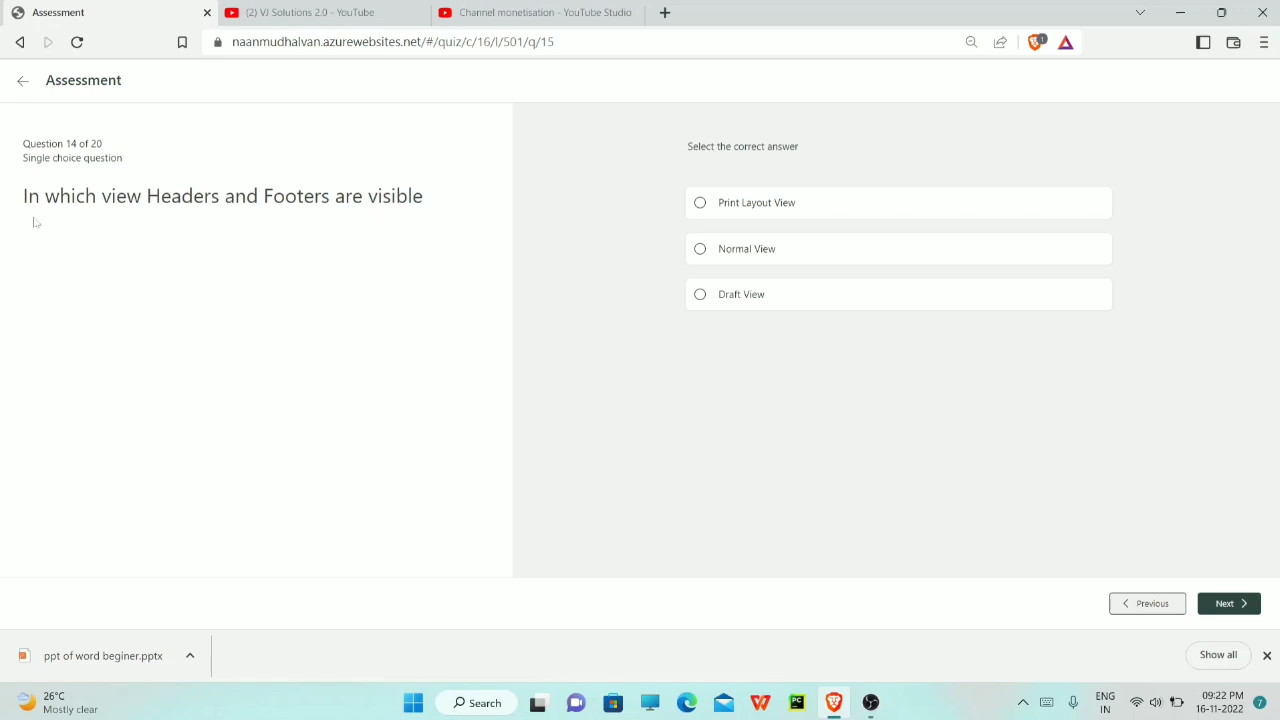 Assessment
(2) VJ Solutions 2.0 - YouTube
Channel monetisation - YouTube Studio
naanmudhalvan.azurewebsites.net/#/quiz/c/16/l/501/q/15
1
Assessment
Question 14 of 20
Single choice question
In which view Headers and Footers are visible
Select the correct answer
Print Layout View
Normal View
Draft View
Previous
Next
ppt of word beginer.pptx
Show all
26°C
Mostly clear
Search
PC
ENG
IN
09:22 PM
16-11-2022
7